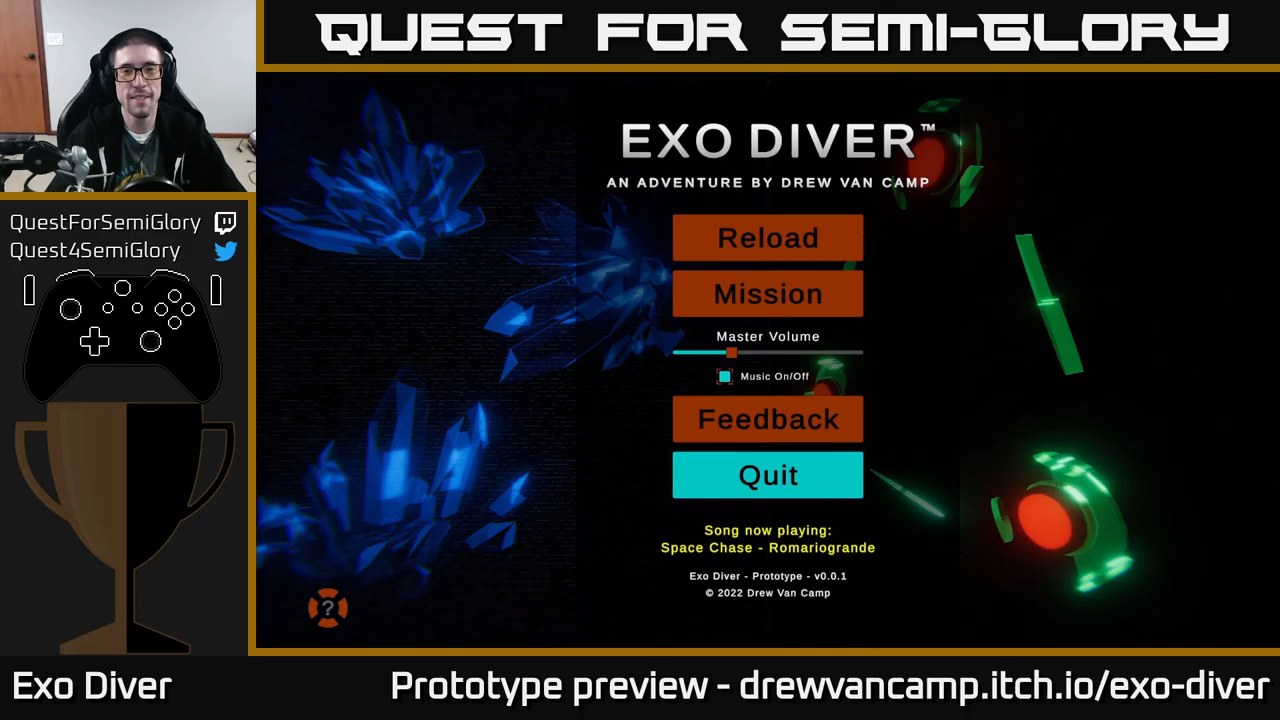 QUEST FOR SEMI-GLORY
QuestForSemiGlory
Quest4SemiGlory
EXO DIVER™
AN ADVENTURE BY DREW VAN CAMP
Reload
Mission
Master Volume
Music On/Off
Feedback
Quit
Song now playing:
Space Chase - Romariogrande
Exo Diver - Prototype - v0.0.1
© 2022 Drew Van Camp
?
Exo Diver
Prototype preview - drewvancamp.itch.io/exo-diver